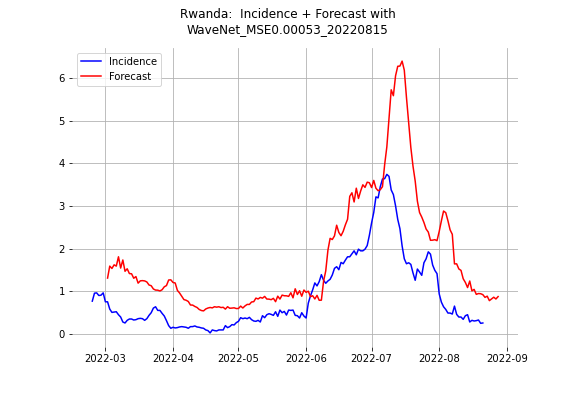 Rwanda:  Incidence + Forecast with
WaveNet_MSE0.00053_20220815
Incidence
Forecast
6
5
4
3
2
1
0
2022-03 2022-04 2022-05 2022-06 2022-07 2022-08 2022-09